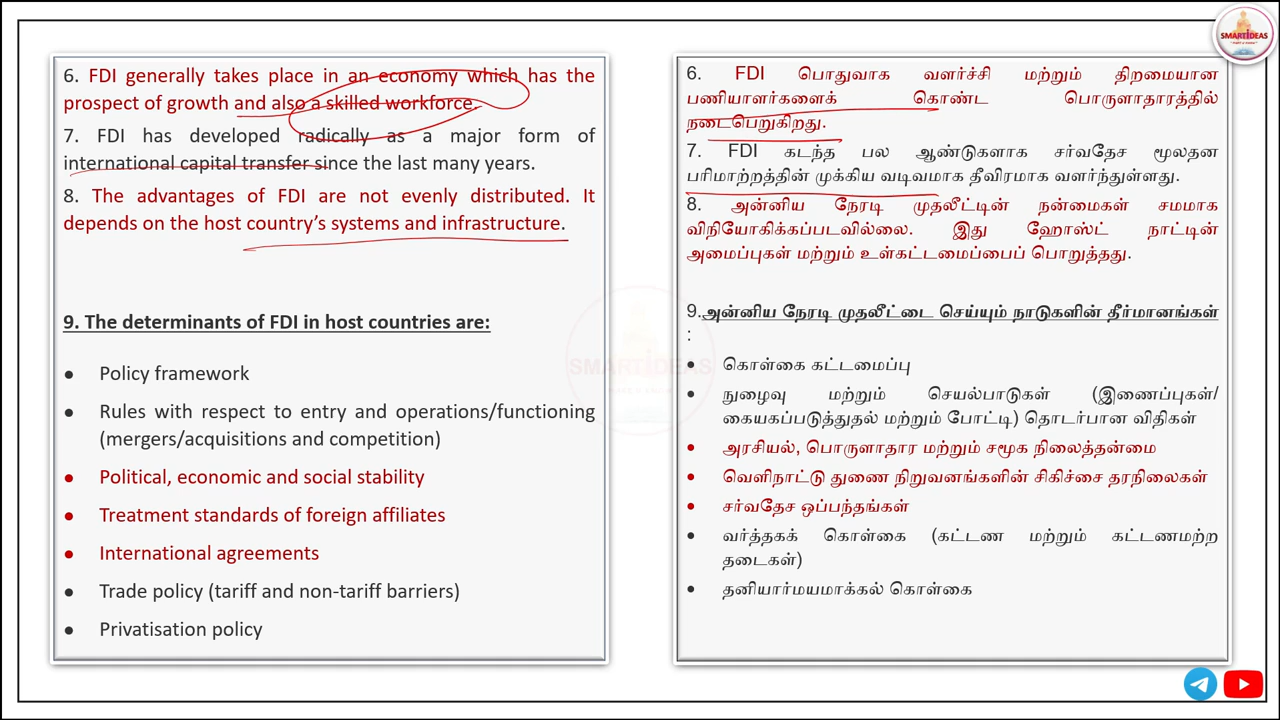 SMARTIDEAS
6. FDI generally takes place in an economy which has the
prospect of growth and also a skilled workforce.
7. FDI has developed radically as a major form of
international capital transfer since the last many years.
8. The advantages of FDI are not evenly distributed. It
depends on the host country’s systems and infrastructure.
9. The determinants of FDI in host countries are:
• Policy framework
• Rules with respect to entry and operations/functioning
(mergers/acquisitions and competition)
• Political, economic and social stability
• Treatment standards of foreign affiliates
• International agreements
• Trade policy (tariff and non-tariff barriers)
• Privatisation policy
6. FDI பொதுவாக வளர்ச்சி மற்றும் திறமையான
பணியாளர்களைக் கொண்ட பொருளாதாரத்தில்
நடைபெறுகிறது.
7. FDI கடந்த பல ஆண்டுகளாக சர்வதேச மூலதன
பரிமாற்றத்தின் முக்கிய வடிவமாக தீவிரமாக வளர்ந்துள்ளது.
8. அன்னிய நேரடி முதலீட்டின் நன்மைகள் சமமாக
விநியோகிக்கப்படவில்லை. இது ஹோஸ்ட் நாட்டின்
அமைப்புகள் மற்றும் உள்கட்டமைப்பைப் பொறுத்தது.
9.அன்னிய நேரடி முதலீட்டை செய்யும் நாடுகளின் தீர்மானங்கள்
:
• கொள்கை கட்டமைப்பு
• நுழைவு மற்றும் செயல்பாடுகள் (இணைப்புகள்/
கையகப்படுத்துதல் மற்றும் போட்டி) தொடர்பான விதிகள்
• அரசியல், பொருளாதார மற்றும் சமூக நிலைத்தன்மை
• வெளிநாட்டு துணை நிறுவனங்களின் சிகிச்சை தரநிலைகள்
• சர்வதேச ஒப்பந்தங்கள்
• வர்த்தகக் கொள்கை (கட்டண மற்றும் கட்டணமற்ற
தடைகள்)
• தனியார்மயமாக்கல் கொள்கை
SMARTIDEAS